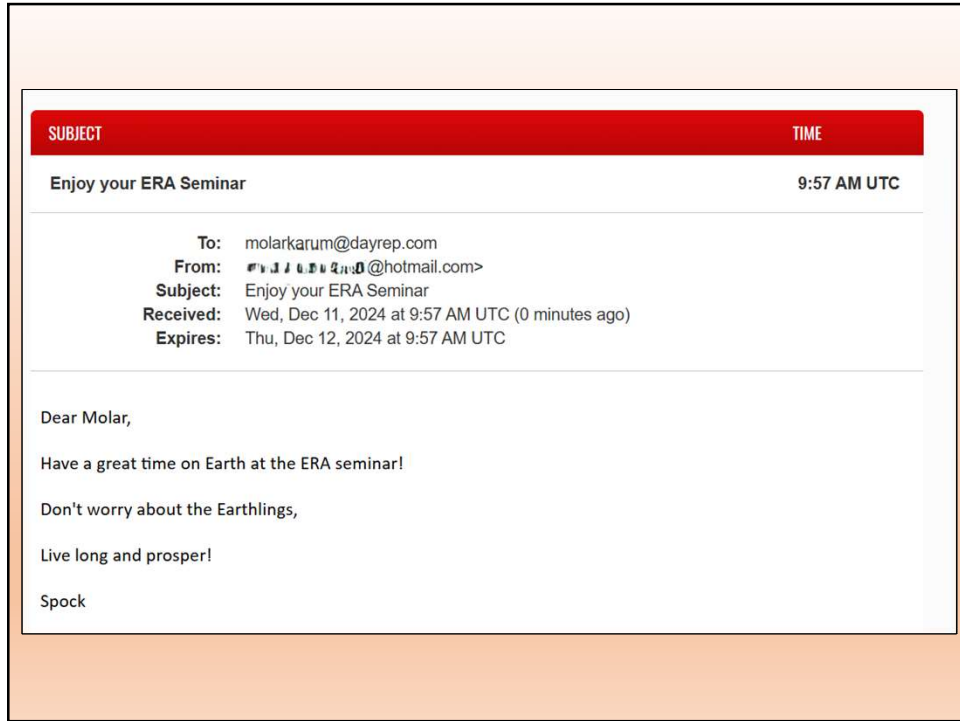 SUBJECT TIME
Enjoy your ERA Seminar 9:57 AM UTC
To: molarkarum@dayrep.com
From: @hotmail.com>
Subject: Enjoy your ERA Seminar
Received: Wed, Dec 11, 2024 at 9:57 AM UTC (0 minutes ago)
Expires: Thu, Dec 12, 2024 at 9:57 AM UTC
Dear Molar,
Have a great time on Earth at the ERA seminar!
Don't worry about the Earthlings,
Live long and prosper!
Spock